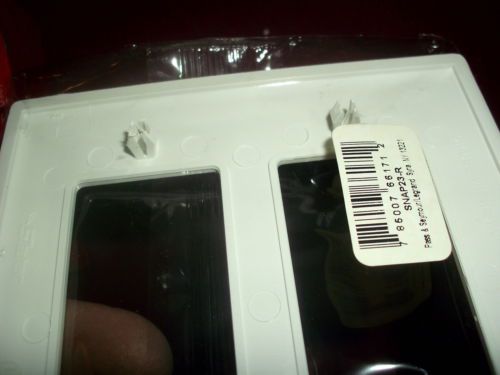 7 85007 66171 2
SNAP23-R
Pass & Seymour/Legrand Syra. NY 13221